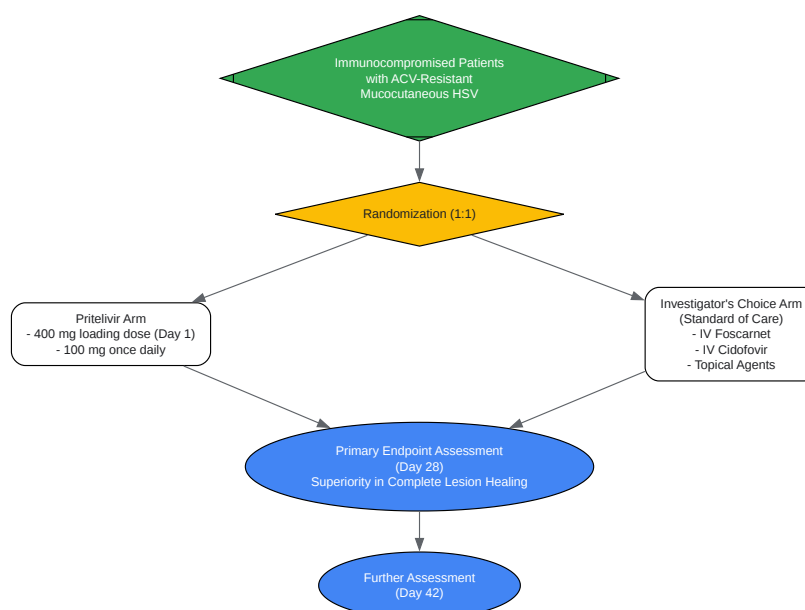 Immunocompromised Patients
with ACV-Resistant
Mucocutaneous HSV
Randomization (1:1)
Pritelivir Arm
- 400 mg loading dose (Day 1)
- 100 mg once daily
Investigator's Choice Arm
(Standard of Care)
- IV Foscarnet
- IV Cidofovir
- Topical Agents
Primary Endpoint Assessment
(Day 28)
Superiority in Complete Lesion Healing
Further Assessment
(Day 42)